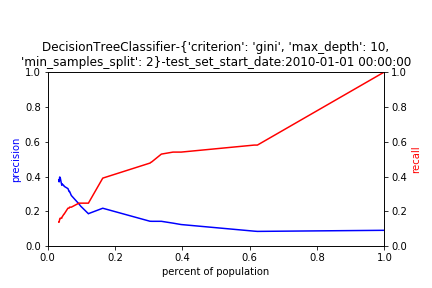 DecisionTreeClassifier-{'criterion': 'gini', 'max_depth': 10,
'min_samples_split': 2}-test_set_start_date:2010-01-01 00:00:00
1.0
0.8
0.6
0.4
0.2
0.0
precision
0.0 0.2 0.4 0.6 0.8 1.0
percent of population
1.0
0.8
0.6
0.4
0.2
0.0
recall